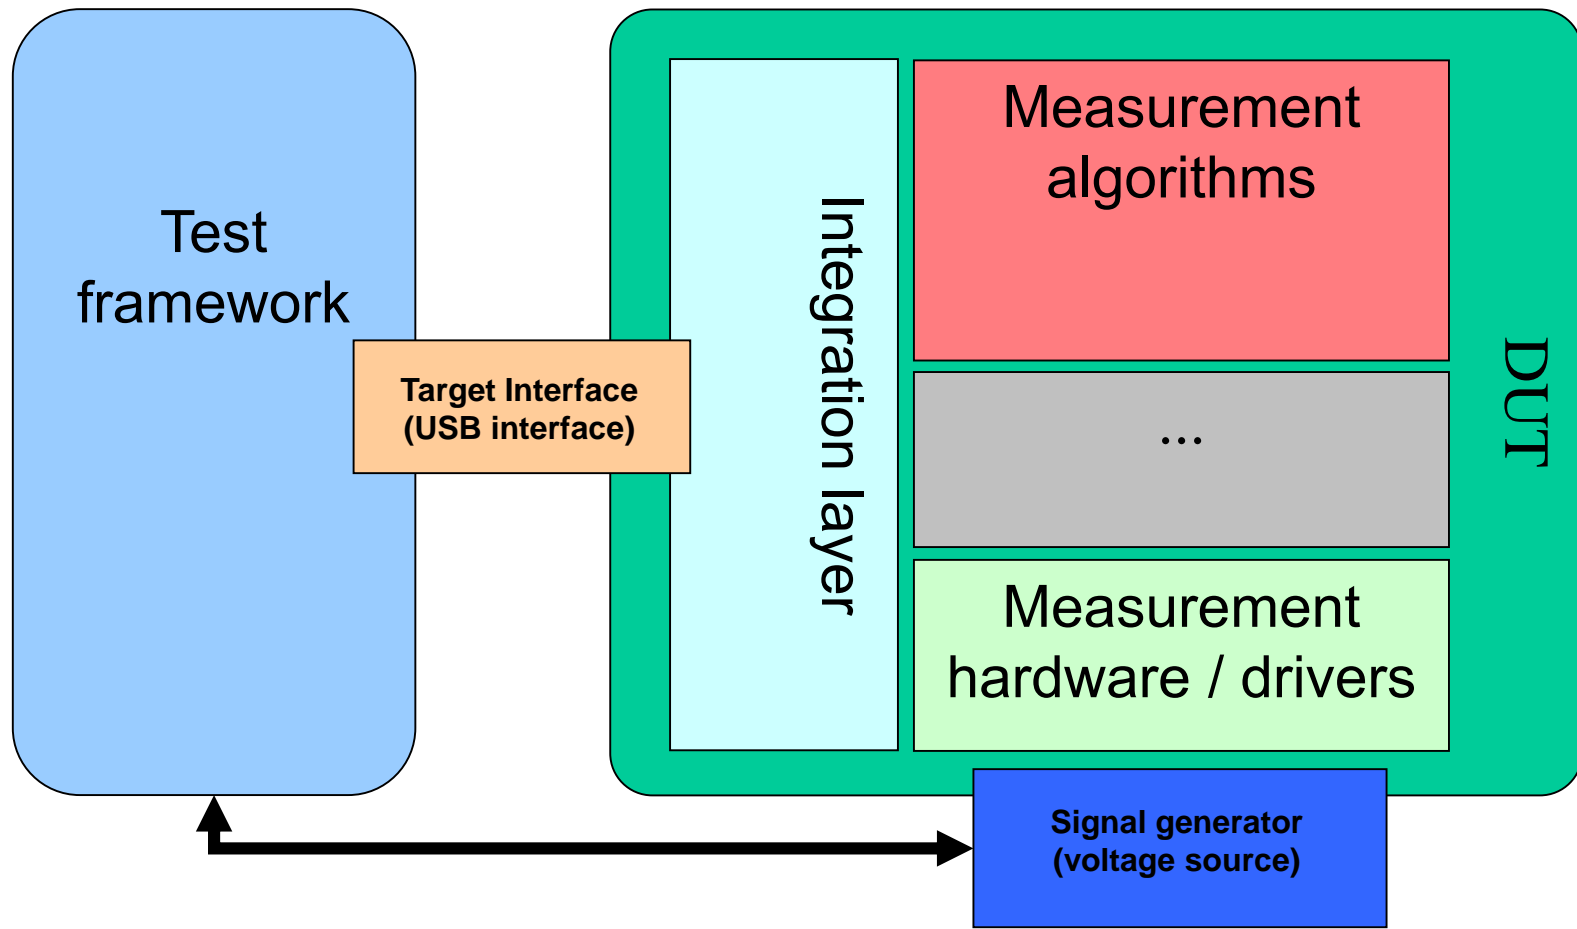 Test
framework
Target Interface
(USB interface)
Integration layer
Measurement
algorithms
...
Measurement
hardware / drivers
DUT
Signal generator
(voltage source)